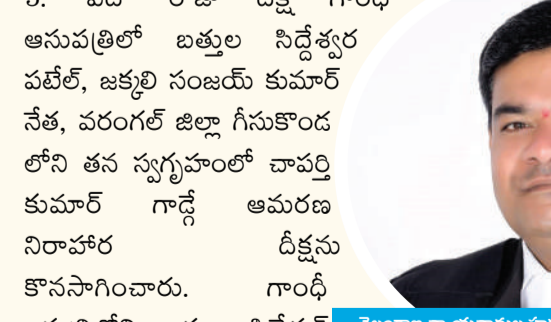 ఆసుపత్రిలో బత్తుల సిద్దేశ్వర
పటేల్, జక్కలి సంజయ్ కుమార్
నేత, వరంగల్ జిల్లా గీసుకొండ
లోని తన స్వగృహంలో చాపర్తి
కుమార్ గాడ్గే ఆమరణ
నిరాహార దీక్షను
కొనసాగించారు. గాంధీ